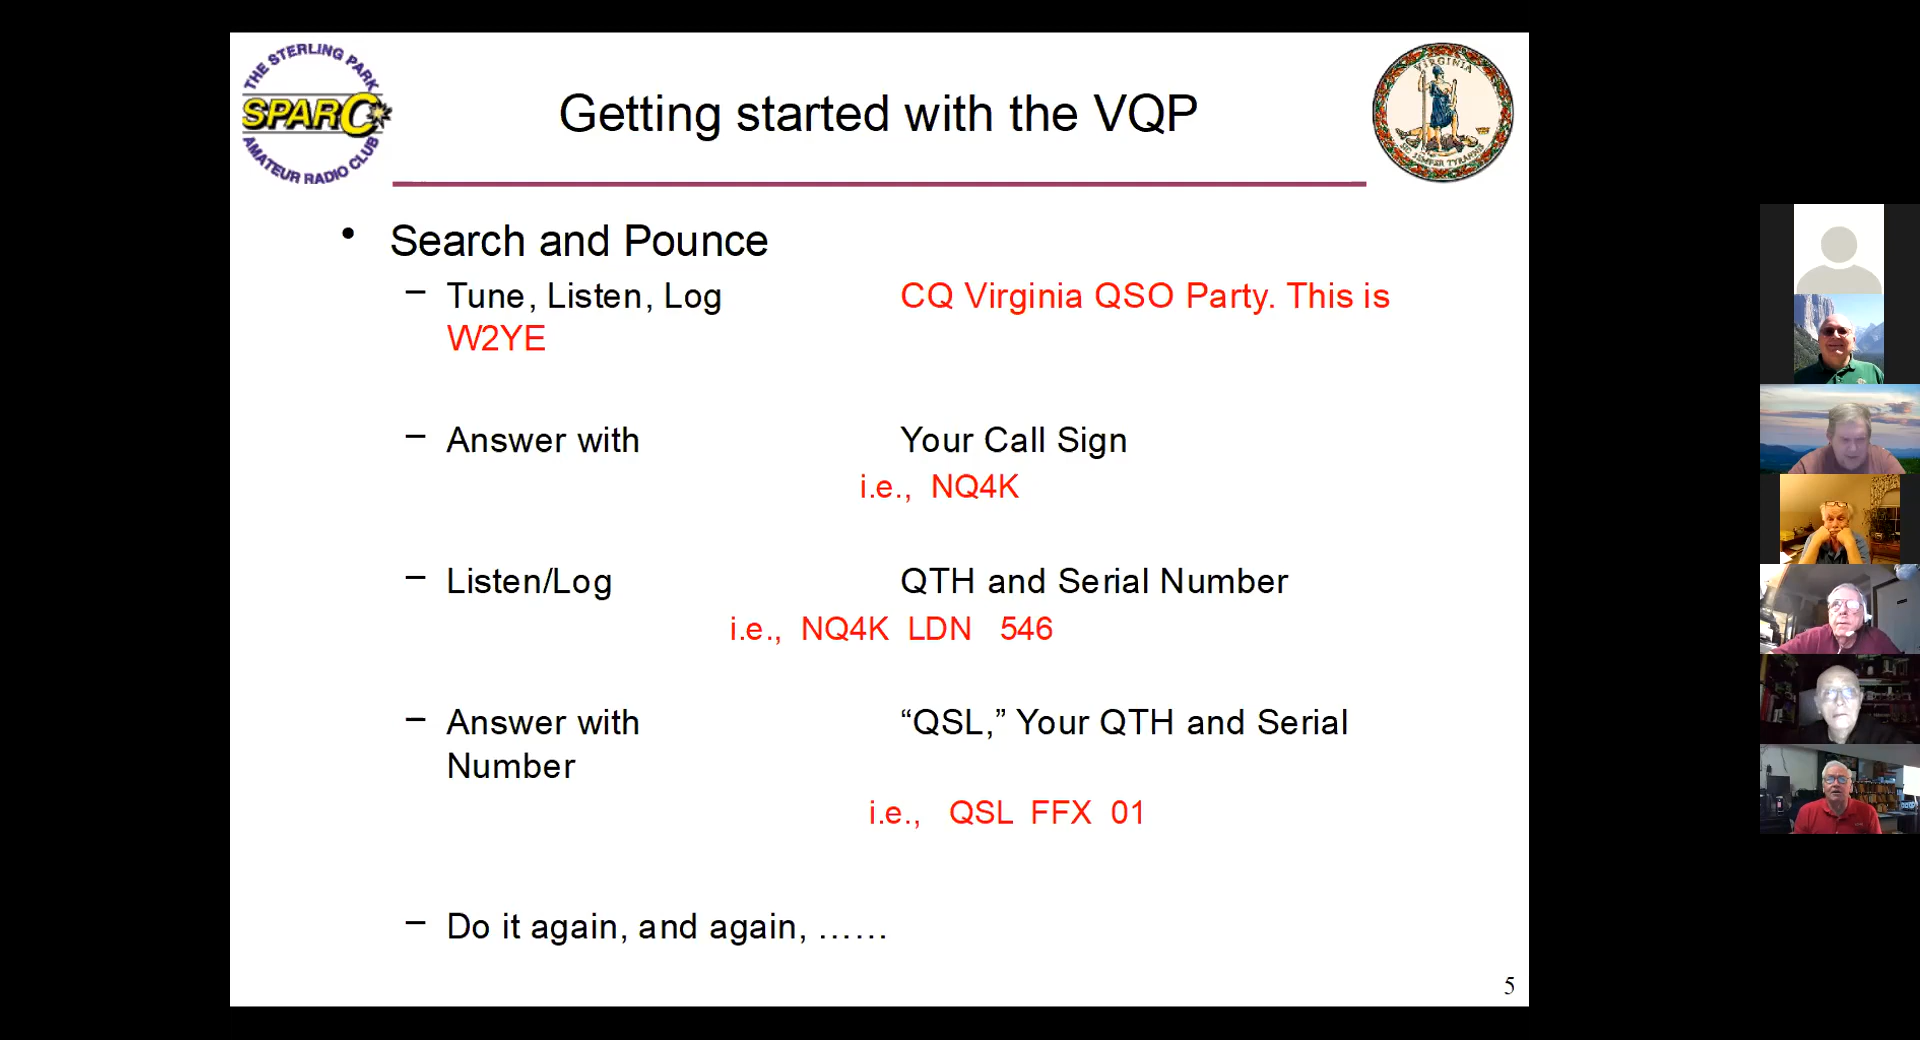 THE STERLING PARK
SPARC
AMATEUR RADIO CLUB
Getting started with the VQP
VIRGINIA
SIC SEMPER TYRANNIS
• Search and Pounce
– Tune, Listen, Log CQ Virginia QSO Party. This is
W2YE
– Answer with Your Call Sign
i.e., NQ4K
– Listen/Log QTH and Serial Number
i.e., NQ4K LDN 546
– Answer with “QSL,” Your QTH and Serial
Number
i.e., QSL FFX 01
– Do it again, and again, ……
5